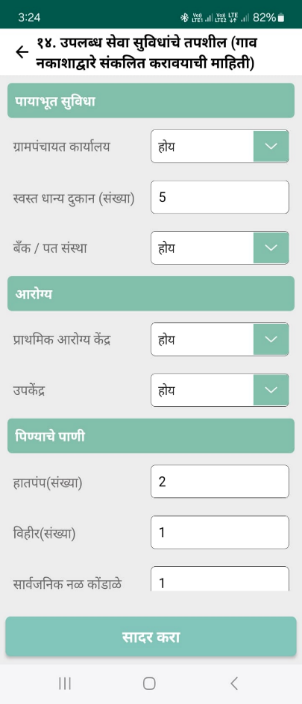 3:24
82%
१४. उपलब्ध सेवा सुविधांचे तपशील (गाव
नकाशाद्वारे संकलित करावयाची माहिती)
पायाभूत सुविधा
ग्रामपंचायत कार्यालय होय
स्वस्त धान्य दुकान (संख्या) 5
बँक / पत संस्था होय
आरोग्य
प्राथमिक आरोग्य केंद्र होय
उपकेंद्र होय
पिण्याचे पाणी
हातपंप(संख्या) 2
विहीर(संख्या) 1
सार्वजनिक नळ कोंडाळे 1
सादर करा